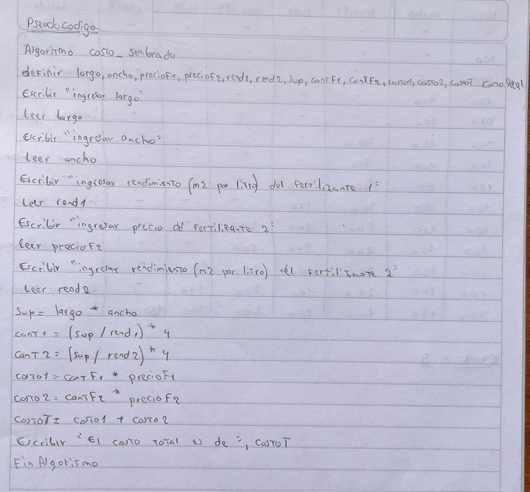 Pseudocodigo
Algoritmo costo_sembrado
definir largo, ancho, precioF1, precioF2, rend1, rend2, sup, cantF1, cantF2, costo1, costo2, costoT como Real
Escribir "ingresar largo"
Leer largo
Escribir "ingresar ancho"
Leer ancho
Escribir "ingresar rendimiento (m2 por litro) del fertilizante 1"
Leer rend1
Escribir "ingresar precio del fertilizante 2"
Leer precioF2
Escribir "ingresar rendimiento (m2 por litro) del fertilizante 2"
Leer rend2
Sup = largo * ancho
cant1 = (sup / rend1) * 4
cant2 = (sup / rend2) * 4
costo1 = cantF1 * precioF1
costo2 = cantF2 * precioF2
costoT = costo1 + costo2
Escribir "El costo total es de =", costoT
Fin Algoritmo